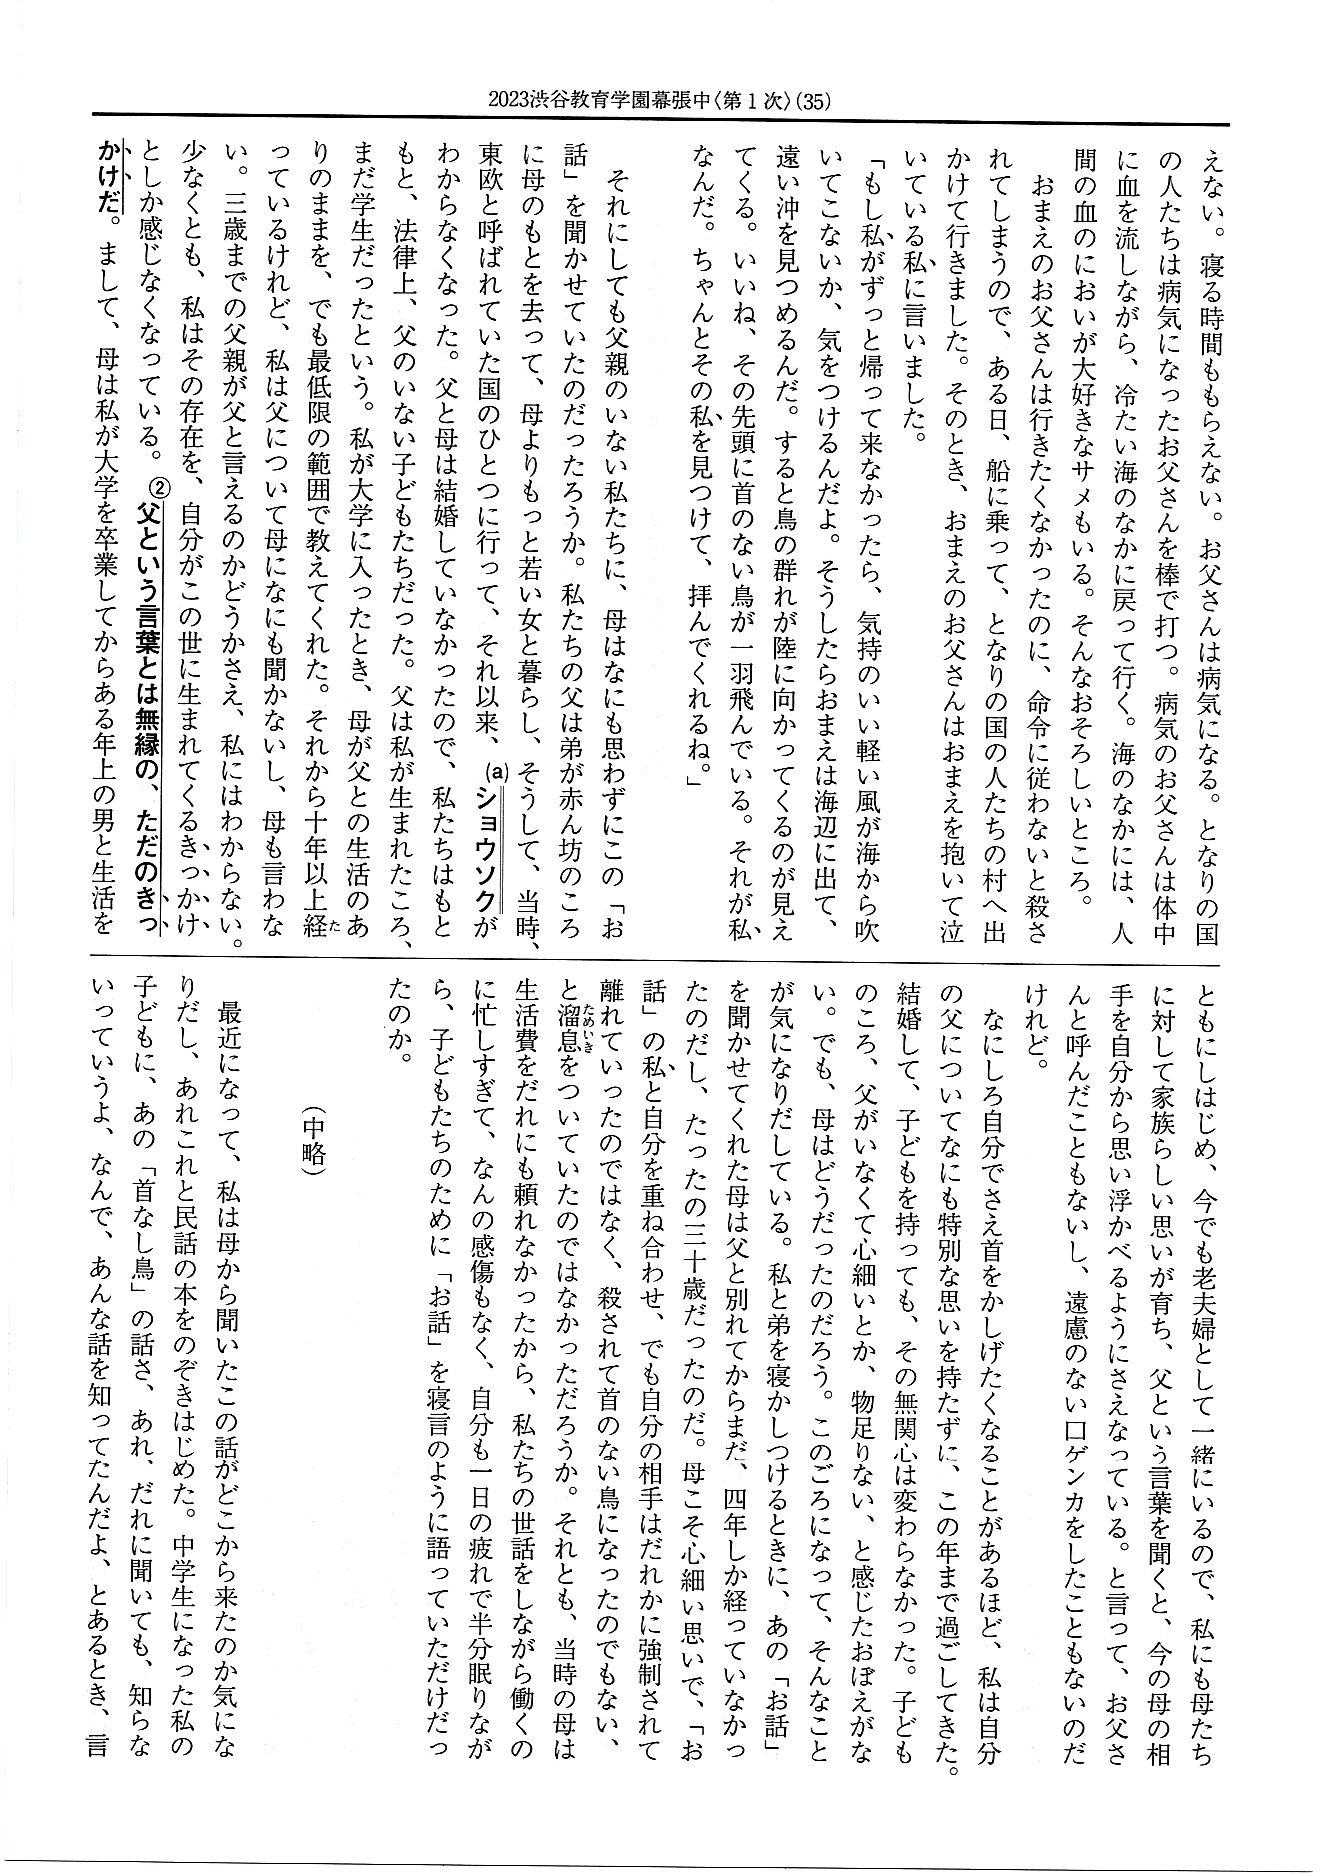 2023渋谷教育学園幕張中〈第1次〉(35)
えない。寝る時間ももらえない。お父さんは病気になる。となりの国
の人たちは病気になったお父さんを棒で打つ。病気のお父さんは体中
に血を流しながら、冷たい海のなかに戻って行く。海のなかには、人
間の血のにおいが大好きなサメもいる。そんなおそろしいところ。
おまえのお父さんは行きたくなかったのに、命令に従わないと殺さ
れてしまうので、ある日、船に乗って、となりの国の人たちの村へ出
かけて行きました。そのとき、おまえのお父さんはおまえを抱いて泣
いている私に言いました。
「もし私がずっと帰って来なかったら、気持のいい軽い風が海から吹
いてこないか、気をつけるんだよ。そうしたらおまえは海辺に出て、
遠い沖を見つめるんだ。すると鳥の群れが陸に向かってくるのが見え
てくる。いいね、その先頭に首のない鳥が一羽飛んでいる。それが私
なんだ。ちゃんとその私を見つけて、拝んでくれるね。」
それにしても父親のいない私たちに、母はなにも思わずにこの「お
話」を聞かせていたのだったろうか。私たちの父は弟が赤ん坊のころ
に母のもとを去って、母よりもっと若い女と暮らし、そうして、当時、
東欧と呼ばれていた国のひとつに行って、それ以来、(a)ショウソクが
わからなくなった。父と母は結婚していなかったので、私たちはもと
もと、法律上、父のいない子どもたちだった。父は私が生まれたころ、
まだ学生だったという。私が大学に入ったとき、母が父との生活のあ
りのままを、でも最低限の範囲で教えてくれた。それから十年以上経た
っているけれど、私は父について母になにも聞かないし、母も言わな
い。三歳までの父親が父と言えるのかどうかさえ、私にはわからない。
少なくとも、私はその存在を、自分がこの世に生まれてくるきっかけ
としか感じなくなっている。②父という言葉とは無縁の、ただのきっ
かけだ。まして、母は私が大学を卒業してからある年上の男と生活を
ともにしはじめ、今でも老夫婦として一緒にいるので、私にも母たち
に対して家族らしい思いが育ち、父という言葉を聞くと、今の母の相
手を自分から思い浮かべるようにさえなっている。と言って、お父さ
んと呼んだこともないし、遠慮のない口ゲンカをしたこともないのだ
けれど。
なにしろ自分でさえ首をかしげたくなることがあるほど、私は自分
の父についてなにも特別な思いを持たずに、この年まで過ごしてきた。
結婚して、子どもを持っても、その無関心は変わらなかった。子ども
のころ、父がいなくて心細いとか、物足りない、と感じたおぼえがな
い。でも、母はどうだったのだろう。このごろになって、そんなこと
が気になりだしている。私と弟を寝かしつけるときに、あの「お話」
を聞かせてくれた母は父と別れてからまだ、四年しか経っていなかっ
たのだし、たったの三十歳だったのだ。母こそ心細い思いで、「お
話」の私と自分を重ね合わせ、でも自分の相手はだれかに強制されて
離れていったのではなく、殺されて首のない鳥になったのでもない、
と溜息ためいきをついていたのではなかっただろうか。それとも、当時の母は
生活費をだれにも頼れなかったから、私たちの世話をしながら働くの
に忙しすぎて、なんの感傷もなく、自分も一日の疲れで半分眠りなが
ら、子どもたちのために「お話」を寝言のように語っていただけだっ
たのか。
（中略）
最近になって、私は母から聞いたこの話がどこから来たのか気にな
りだし、あれこれと民話の本をのぞきはじめた。中学生になった私の
子どもに、あの「首なし鳥」の話さ、あれ、だれに聞いても、知らな
いっていうよ、なんで、あんな話を知ってたんだよ、とあるとき、言